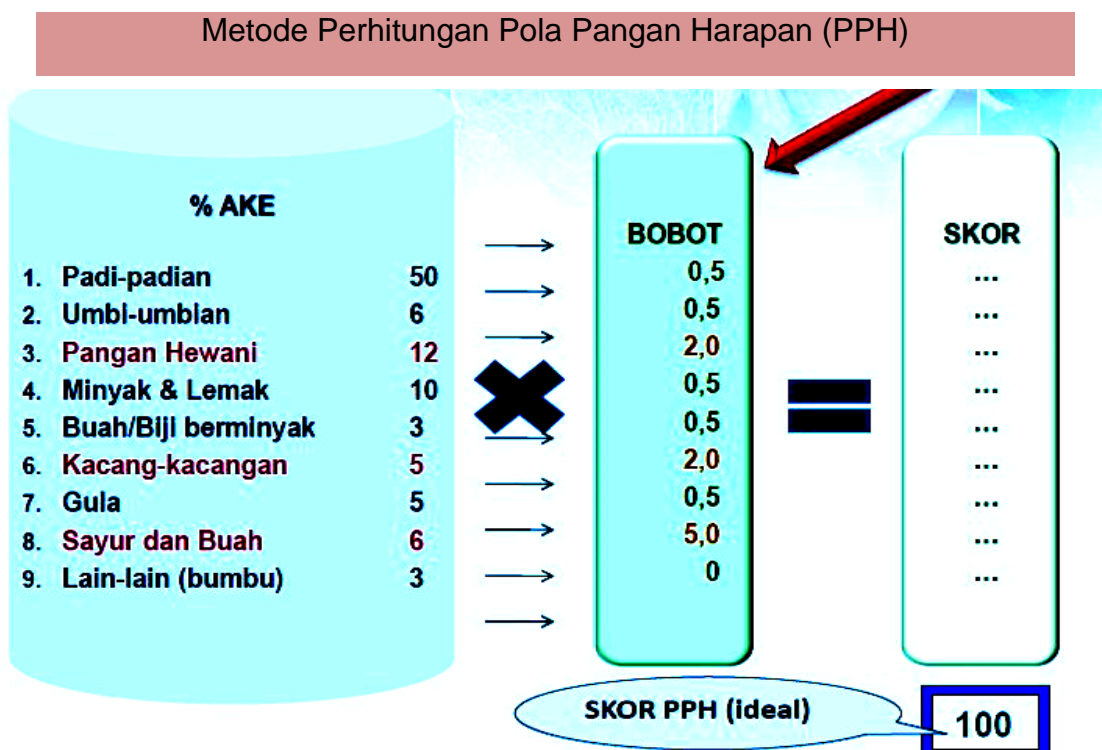 Metode Perhitungan Pola Pangan Harapan (PPH)
% AKE
1. Padi-padian 50
2. Umbi-umbian 6
3. Pangan Hewani 12
4. Minyak & Lemak 10
5. Buah/Biji berminyak 3
6. Kacang-kacangan 5
7. Gula 5
8. Sayur dan Buah 6
9. Lain-lain (bumbu) 3
BOBOT
0,5
0,5
2,0
0,5
0,5
2,0
0,5
5,0
0
SKOR
...
...
...
...
...
...
...
...
...
SKOR PPH (ideal)
100